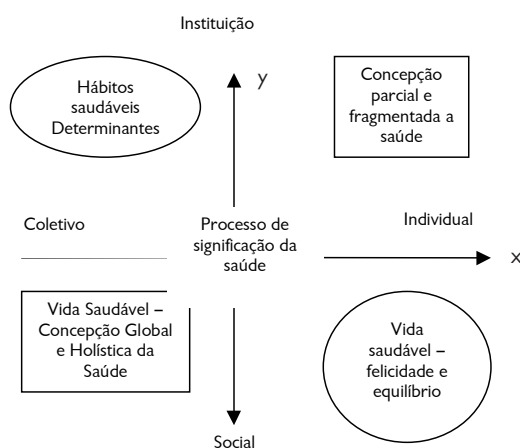 Instituição
y
Hábitos
saudáveis
Determinantes
Concepção
parcial e
fragmentada a
saúde
Coletivo
Processo de
significação da
saúde
Individual
x
Vida Saudável –
Concepção Global
e Holística da
Saúde
Vida
saudável –
felicidade e
equilíbrio
Social